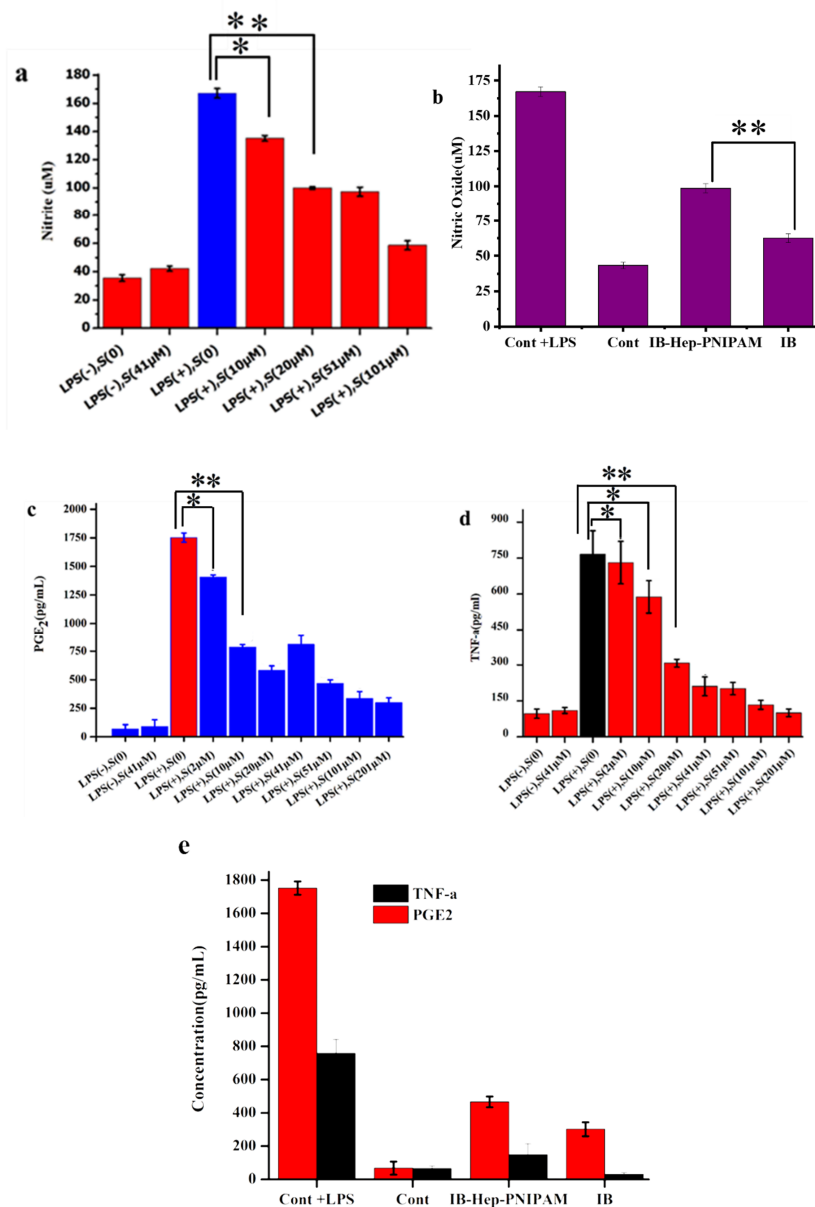 a
* *
*
Nitrite (uM)
180
160
140
120
100
80
60
40
20
0
LPS(-),S(0)
LPS(-),S(41µM)
LPS(+),S(0)
LPS(+),S(10µM)
LPS(+),S(20µM)
LPS(+),S(51µM)
LPS(+),S(101µM)
b
**
Nitric Oxide(uM)
175
150
125
100
75
50
25
0
Cont +LPS
Cont
IB-Hep-PNIPAM
IB
c
**
*
PGE2(pg/mL)
2000
1750
1500
1250
1000
750
500
250
0
LPS(-),S(0)
LPS(-),S(41µM)
LPS(+),S(0)
LPS(+),S(2µM)
LPS(+),S(10µM)
LPS(+),S(20µM)
LPS(+),S(41µM)
LPS(+),S(51µM)
LPS(+),S(101µM)
LPS(+),S(201µM)
d
**
*
*
TNF-a(pg/ml)
900
750
600
450
300
150
0
LPS(-),S(0)
LPS(-),S(41µM)
LPS(+),S(0)
LPS(+),S(2µM)
LPS(+),S(10µM)
LPS(+),S(20µM)
LPS(+),S(41µM)
LPS(+),S(51µM)
LPS(+),S(101µM)
LPS(+),S(201µM)
e
TNF-a
PGE2
Concentration(pg/mL)
1800
1600
1400
1200
1000
800
600
400
200
0
Cont +LPS
Cont
IB-Hep-PNIPAM
IB